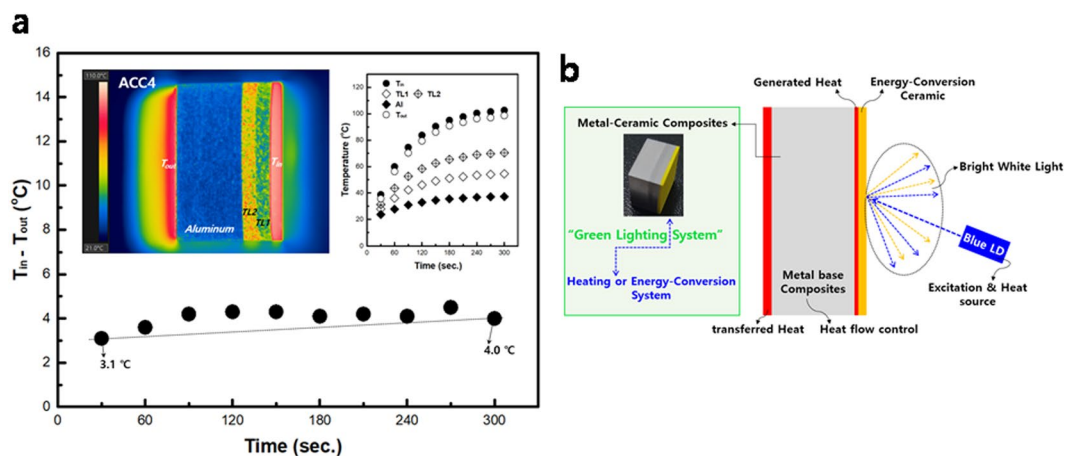 a
16
14
12
10
8
6
4
2
0
0
60
120
180
240
300
Tin - Tout (°C)
Time (sec.)
3.1 ℃
4.0 ℃
110.0°C
21.0°C
ACC4
Tout
Aluminum
TL2
TL1
Tin
Tin
TL1
TL2
Al
Tout
Temperature (°C)
120
100
80
60
40
20
0
0
60
120
180
240
300
Time (sec.)
b
Generated Heat
Energy-Conversion
Ceramic
Metal-Ceramic Composites
Bright White Light
"Green Lighting System"
Blue LD
Heating or Energy-Conversion
System
Metal base
Composites
Excitation & Heat
source
transferred Heat
Heat flow control